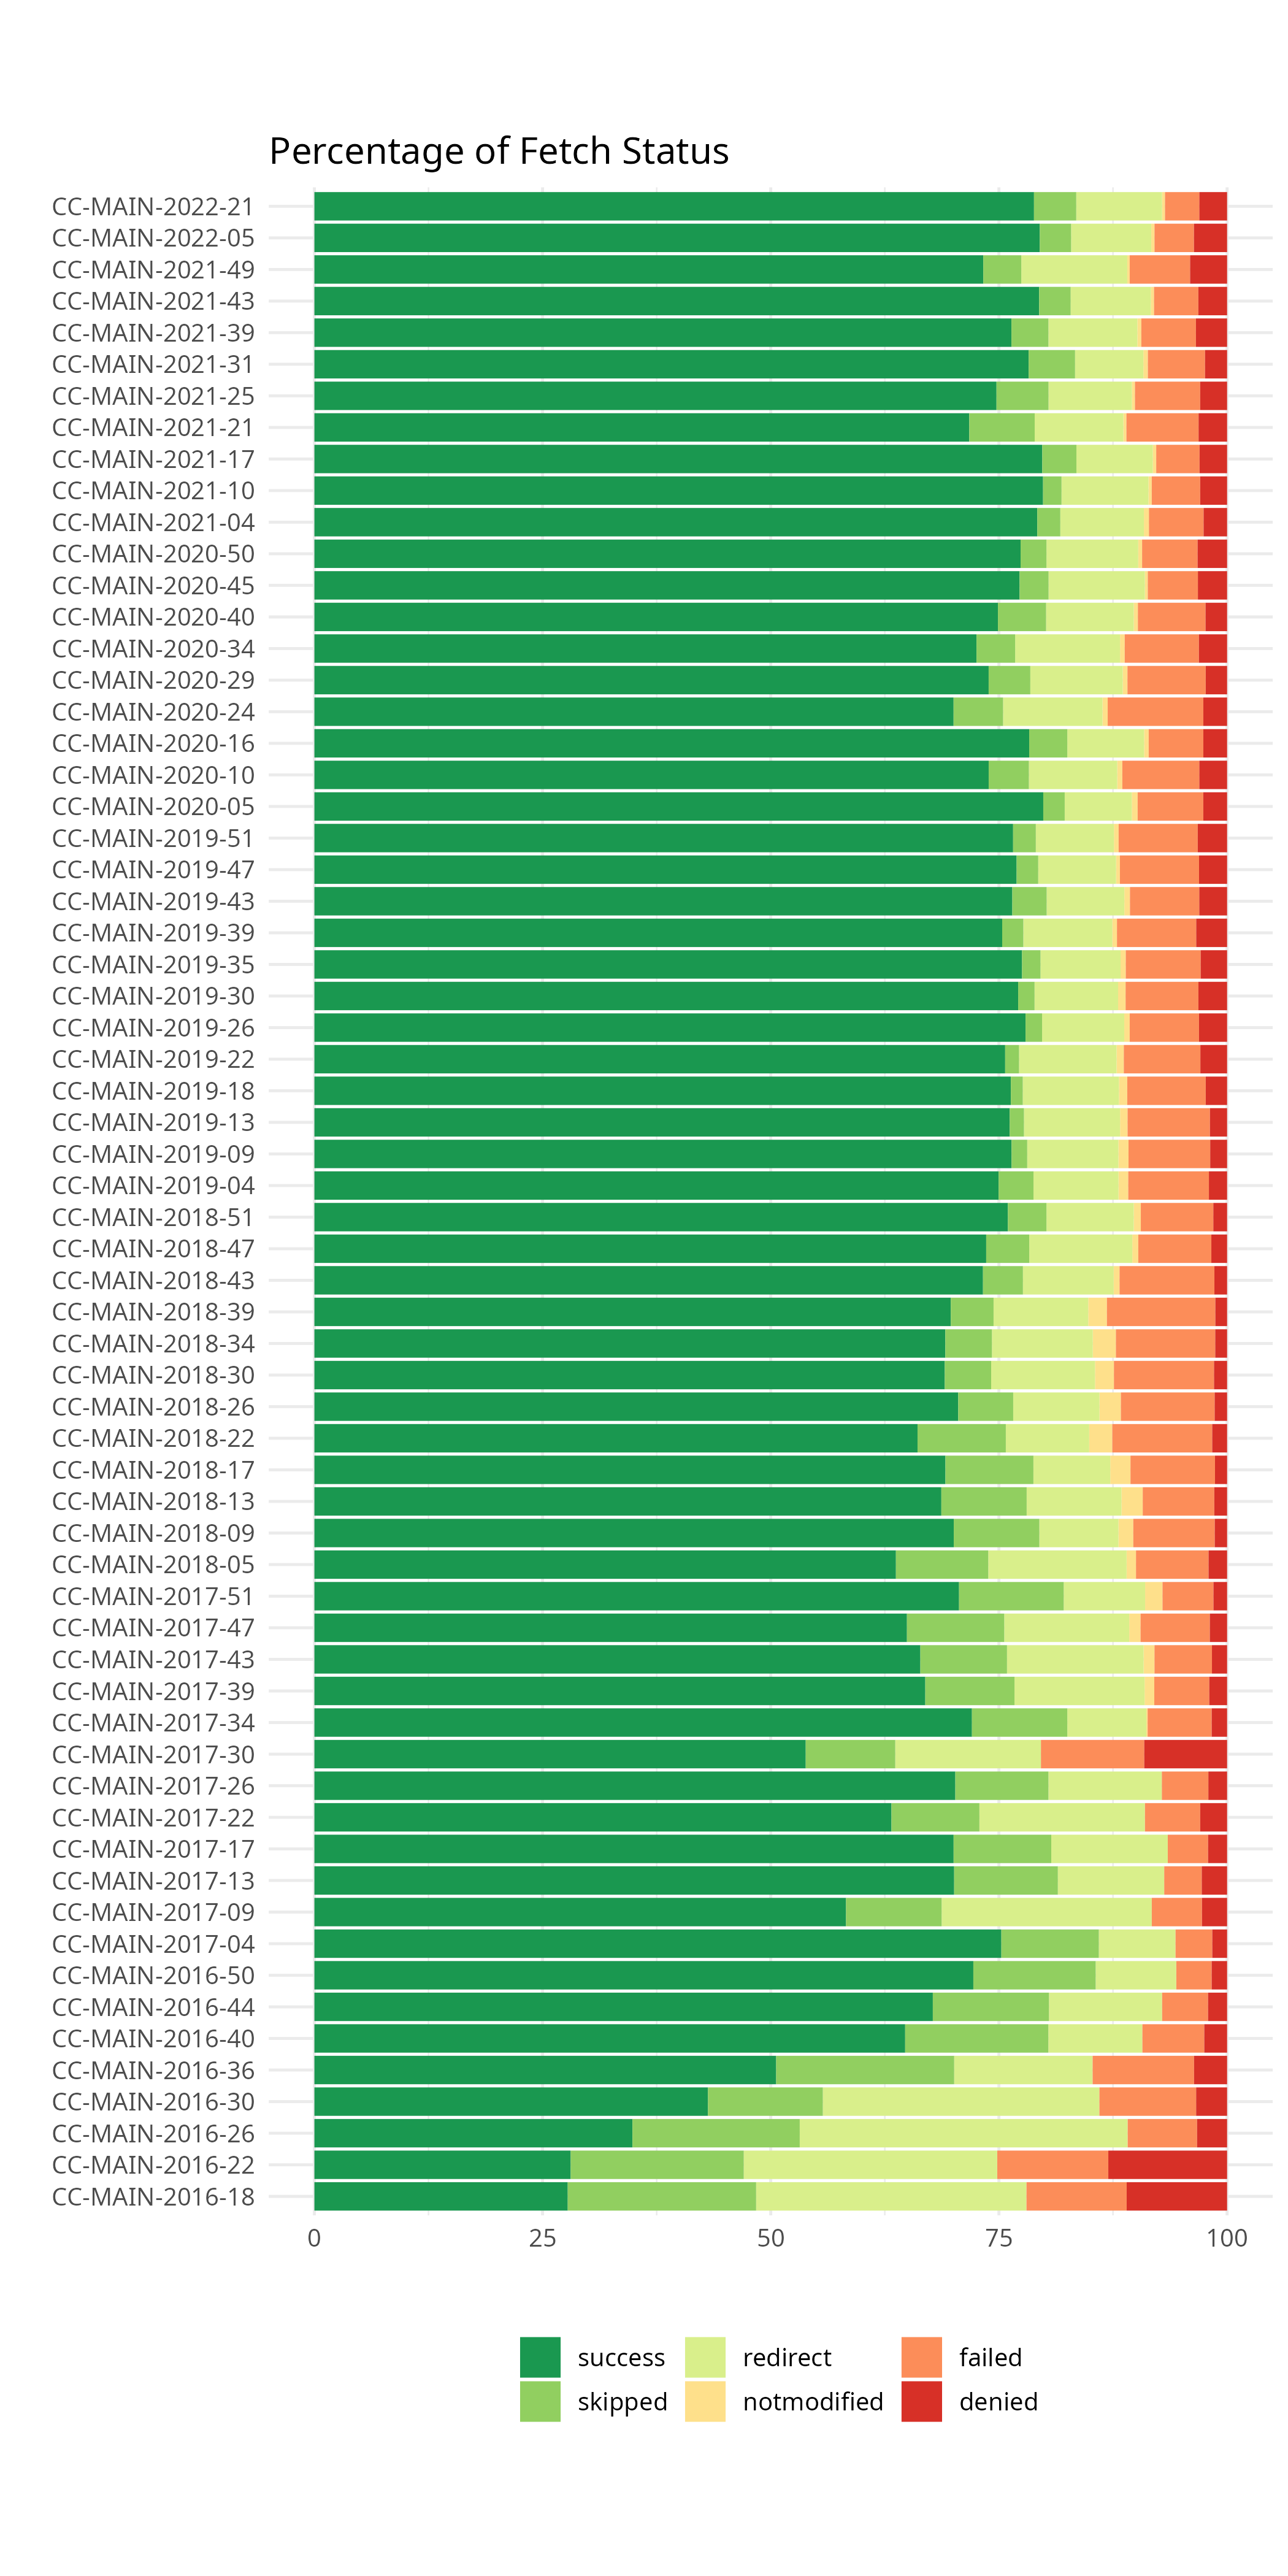 Percentage of Fetch Status
CC-MAIN-2022-21
CC-MAIN-2022-05
CC-MAIN-2021-49
CC-MAIN-2021-43
CC-MAIN-2021-39
CC-MAIN-2021-31
CC-MAIN-2021-25
CC-MAIN-2021-21
CC-MAIN-2021-17
CC-MAIN-2021-10
CC-MAIN-2021-04
CC-MAIN-2020-50
CC-MAIN-2020-45
CC-MAIN-2020-40
CC-MAIN-2020-34
CC-MAIN-2020-29
CC-MAIN-2020-24
CC-MAIN-2020-16
CC-MAIN-2020-10
CC-MAIN-2020-05
CC-MAIN-2019-51
CC-MAIN-2019-47
CC-MAIN-2019-43
CC-MAIN-2019-39
CC-MAIN-2019-35
CC-MAIN-2019-30
CC-MAIN-2019-26
CC-MAIN-2019-22
CC-MAIN-2019-18
CC-MAIN-2019-13
CC-MAIN-2019-09
CC-MAIN-2019-04
CC-MAIN-2018-51
CC-MAIN-2018-47
CC-MAIN-2018-43
CC-MAIN-2018-39
CC-MAIN-2018-34
CC-MAIN-2018-30
CC-MAIN-2018-26
CC-MAIN-2018-22
CC-MAIN-2018-17
CC-MAIN-2018-13
CC-MAIN-2018-09
CC-MAIN-2018-05
CC-MAIN-2017-51
CC-MAIN-2017-47
CC-MAIN-2017-43
CC-MAIN-2017-39
CC-MAIN-2017-34
CC-MAIN-2017-30
CC-MAIN-2017-26
CC-MAIN-2017-22
CC-MAIN-2017-17
CC-MAIN-2017-13
CC-MAIN-2017-09
CC-MAIN-2017-04
CC-MAIN-2016-50
CC-MAIN-2016-44
CC-MAIN-2016-40
CC-MAIN-2016-36
CC-MAIN-2016-30
CC-MAIN-2016-26
CC-MAIN-2016-22
CC-MAIN-2016-18
0 25 50 75 100
success redirect failed
skipped notmodified denied